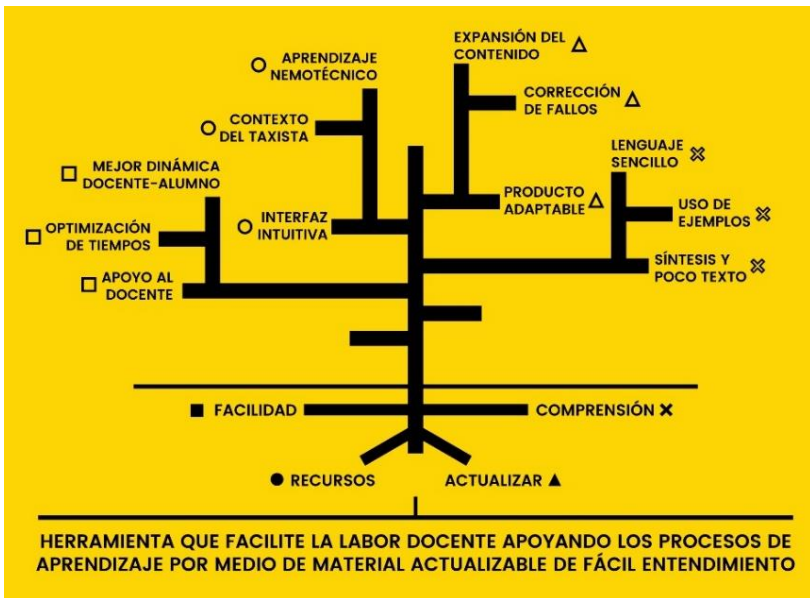 EXPANSIÓN DEL
CONTENIDO
APRENDIZAJE
NEMOTÉCNICO
CORRECCIÓN
DE FALLOS
CONTEXTO
DEL TAXISTA
LENGUAJE
SENCILLO
MEJOR DINÁMICA
DOCENTE-ALUMNO
PRODUCTO
ADAPTABLE
USO DE
EJEMPLOS
INTERFAZ
INTUITIVA
OPTIMIZACIÓN
DE TIEMPOS
SÍNTESIS Y
POCO TEXTO
APOYO AL
DOCENTE
FACILIDAD
COMPRENSIÓN
RECURSOS
ACTUALIZAR
HERRAMIENTA QUE FACILITE LA LABOR DOCENTE APOYANDO LOS PROCESOS DE
APRENDIZAJE POR MEDIO DE MATERIAL ACTUALIZABLE DE FÁCIL ENTENDIMIENTO